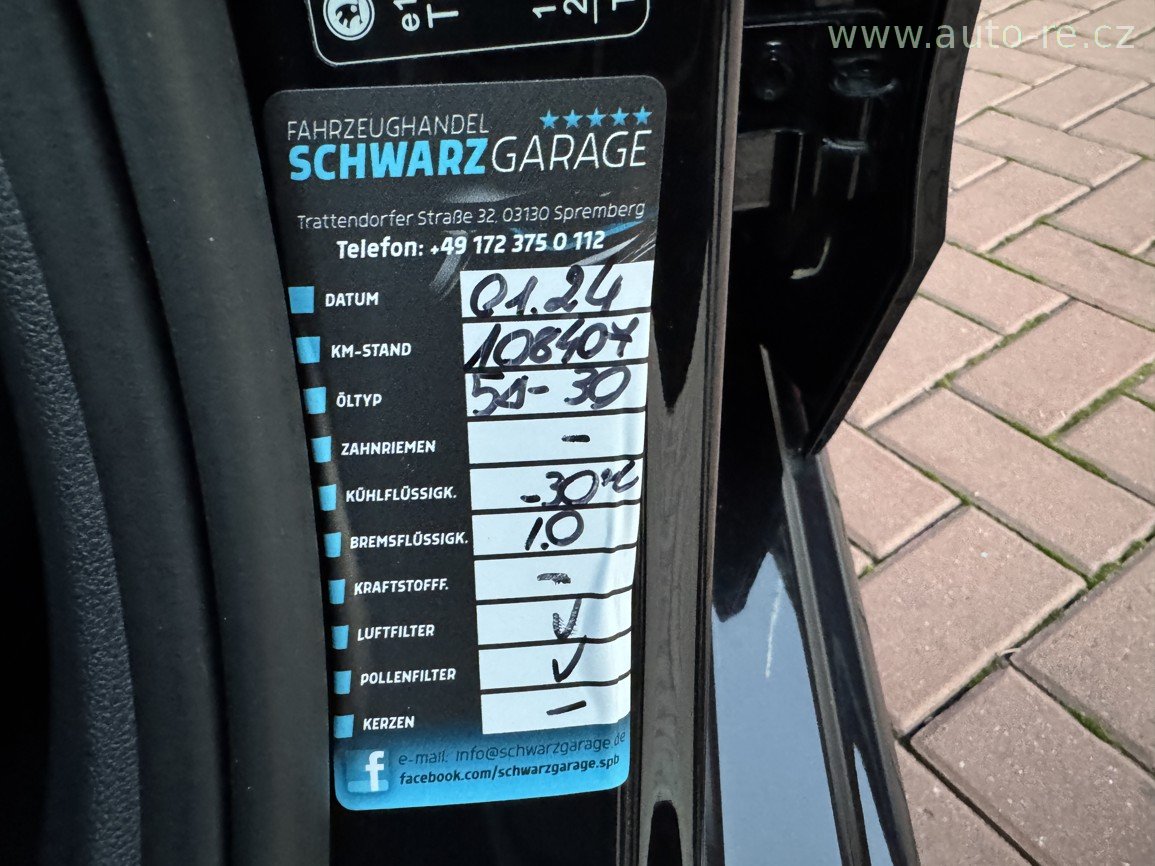 www.auto-re.cz
FAHRZEUGHANDEL
SCHWARZGARAGE
Trattendorfer Straße 32, 03130 Spremberg
Telefon: +49 172 375 0 112
DATUM 01.24
KM-STAND 108407
ÖLTYP 5W-30
ZAHNRIEMEN -
KÜHLFLÜSSIGK. -30°C
BREMSFLÜSSIGK. 1.0
KRAFTSTOFFF. -
LUFTFILTER ✓
POLLENFILTER ✓
KERZEN -
e-mail: info@schwarzgarage.de
facebook.com/schwarzgarage.spb